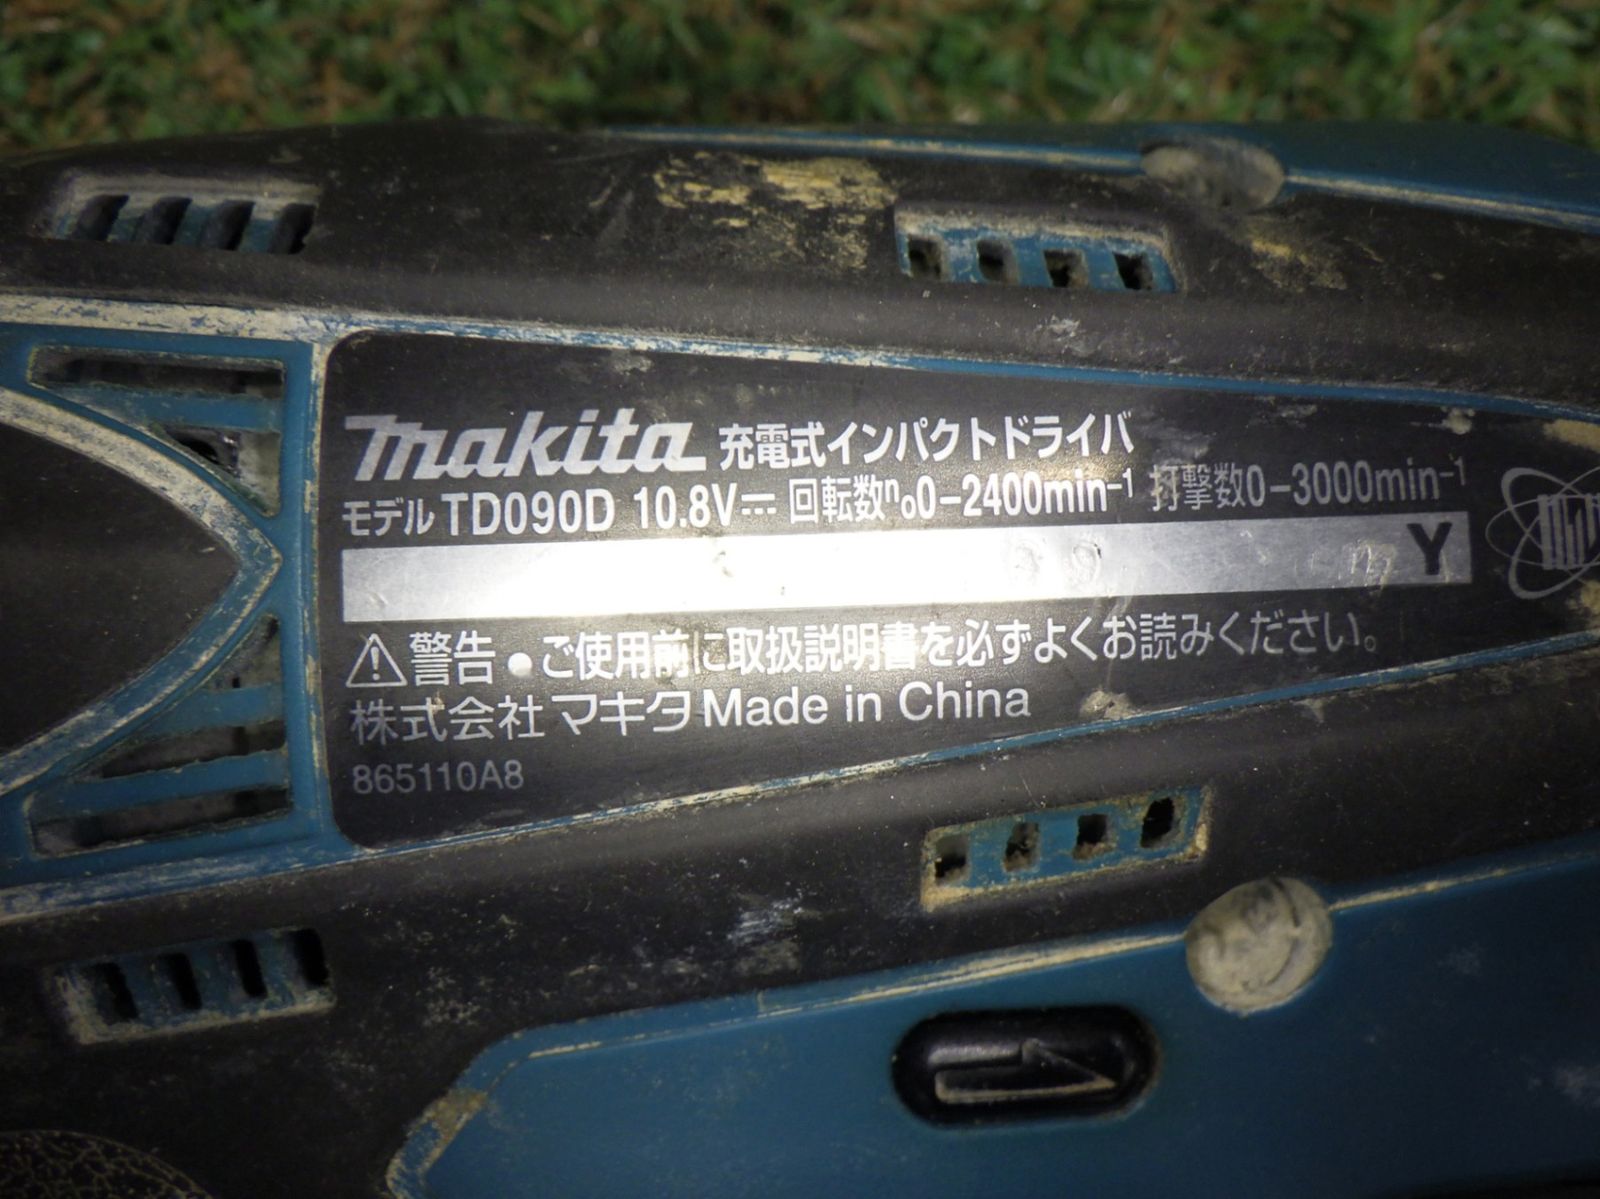 makita 充電式インパクトドライバ
モデル TD090D 10.8V⎓ 回転数n₀0-2400min⁻¹ 打撃数0-3000min⁻¹
Y
⚠警告 ●ご使用前に取扱説明書を必ずよくお読みください。
株式会社マキタ Made in China
865110A8